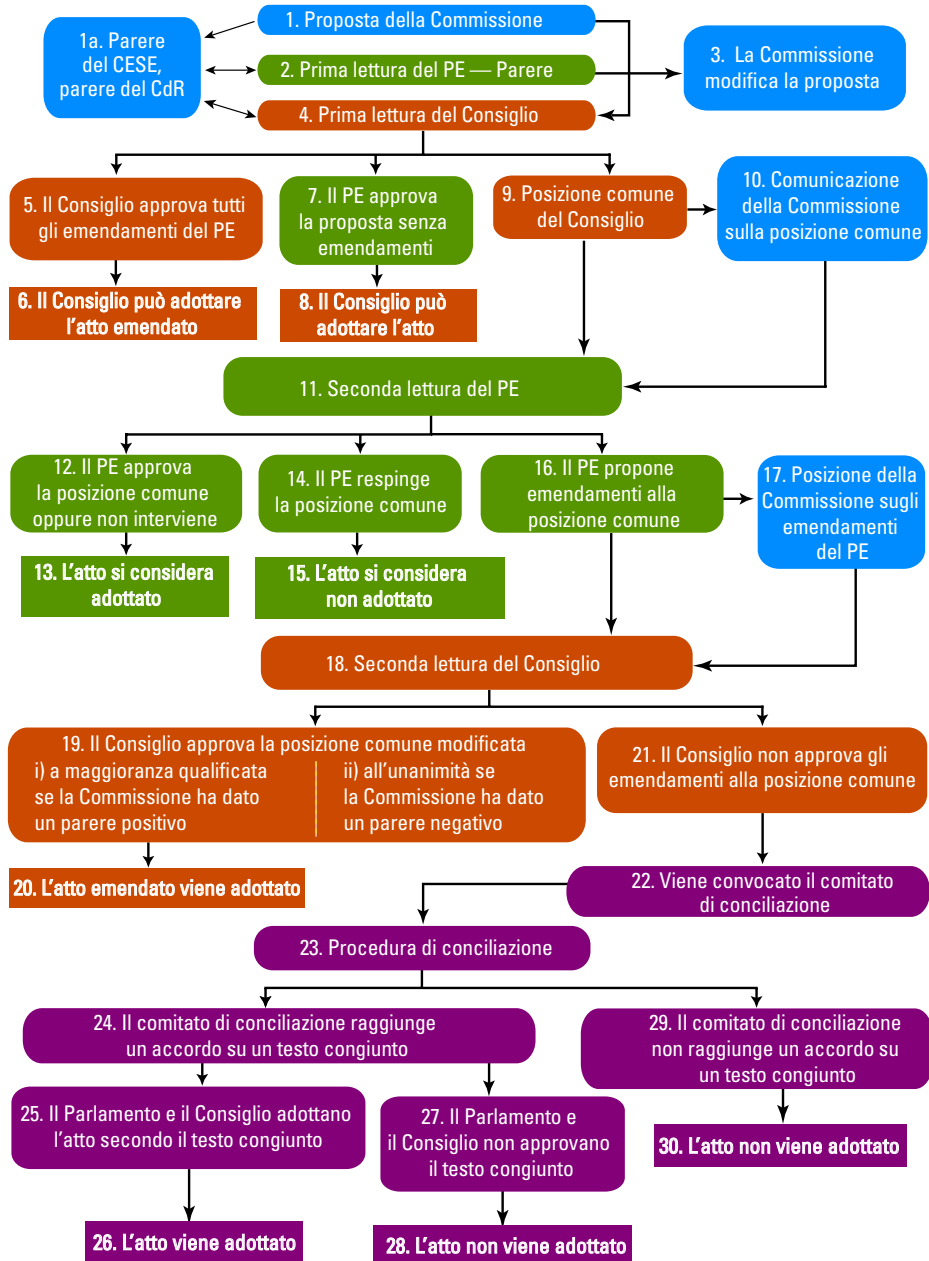 1. Proposta della Commissione
1a. Parere
del CESE,
parere del CdR
2. Prima lettura del PE — Parere
3. La Commissione
modifica la proposta
4. Prima lettura del Consiglio
5. Il Consiglio approva tutti
gli emendamenti del PE
7. Il PE approva
la proposta senza
emendamenti
9. Posizione comune
del Consiglio
10. Comunicazione
della Commissione
sulla posizione comune
6. Il Consiglio può adottare
l'atto emendato
8. Il Consiglio può
adottare l'atto
11. Seconda lettura del PE
12. Il PE approva
la posizione comune
oppure non interviene
14. Il PE respinge
la posizione comune
16. Il PE propone
emendamenti alla
posizione comune
17. Posizione della
Commissione sugli
emendamenti
del PE
13. L'atto si considera
adottato
15. L'atto si considera
non adottato
18. Seconda lettura del Consiglio
19. Il Consiglio approva la posizione comune modificata
i) a maggioranza qualificata
se la Commissione ha dato
un parere positivo
ii) all'unanimità se
la Commissione ha dato
un parere negativo
21. Il Consiglio non approva gli
emendamenti alla posizione comune
20. L'atto emendato viene adottato
22. Viene convocato il comitato
di conciliazione
23. Procedura di conciliazione
24. Il comitato di conciliazione raggiunge
un accordo su un testo congiunto
29. Il comitato di conciliazione
non raggiunge un accordo su
un testo congiunto
25. Il Parlamento e il Consiglio adottano
l'atto secondo il testo congiunto
27. Il Parlamento e
il Consiglio non approvano
il testo congiunto
30. L'atto non viene adottato
26. L'atto viene adottato
28. L'atto non viene adottato